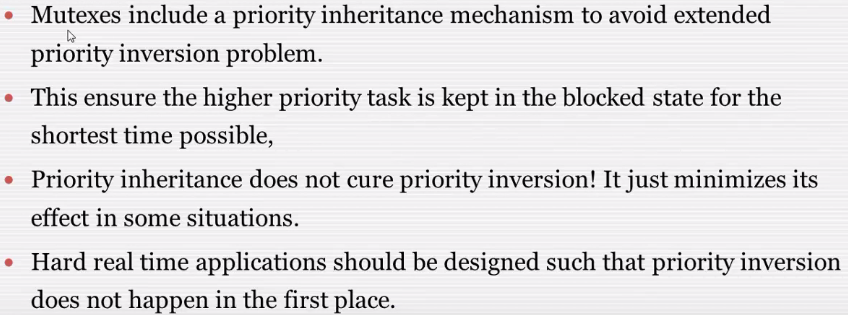 • Mutexes include a priority inheritance mechanism to avoid extended
priority inversion problem.
• This ensure the higher priority task is kept in the blocked state for the
shortest time possible,
• Priority inheritance does not cure priority inversion! It just minimizes its
effect in some situations.
• Hard real time applications should be designed such that priority inversion
does not happen in the first place.